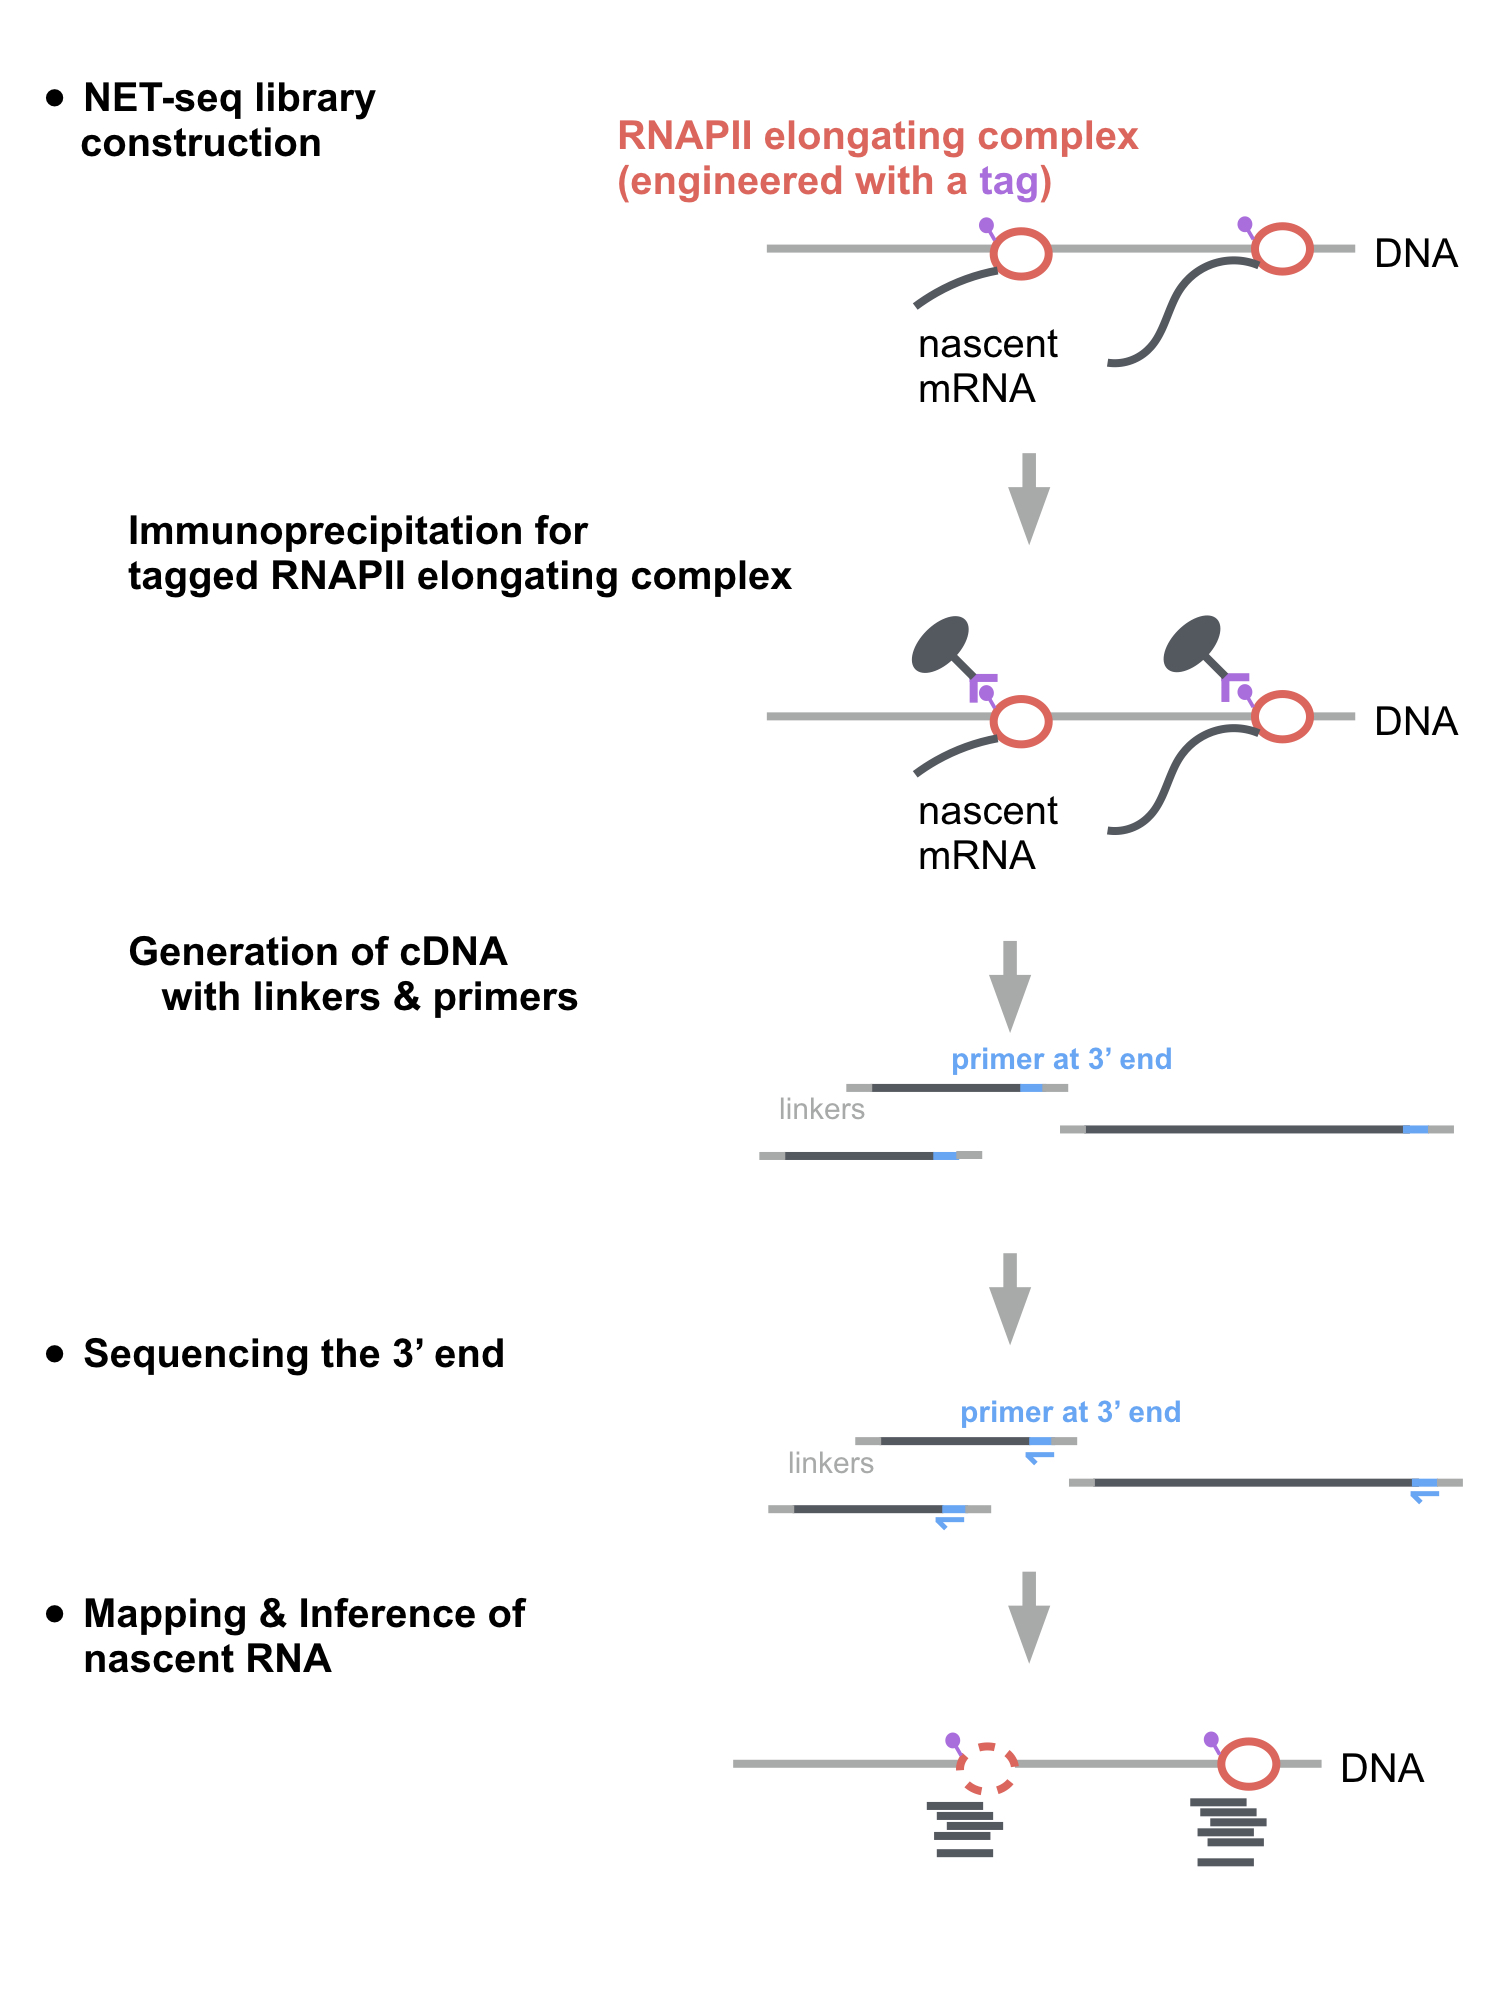 • NET-seq library
construction
RNAPII elongating complex
(engineered with a tag)
DNA
nascent
mRNA
Immunoprecipitation for
tagged RNAPII elongating complex
DNA
nascent
mRNA
Generation of cDNA
with linkers & primers
primer at 3’ end
linkers
• Sequencing the 3’ end
primer at 3’ end
linkers
• Mapping & Inference of
nascent RNA
DNA